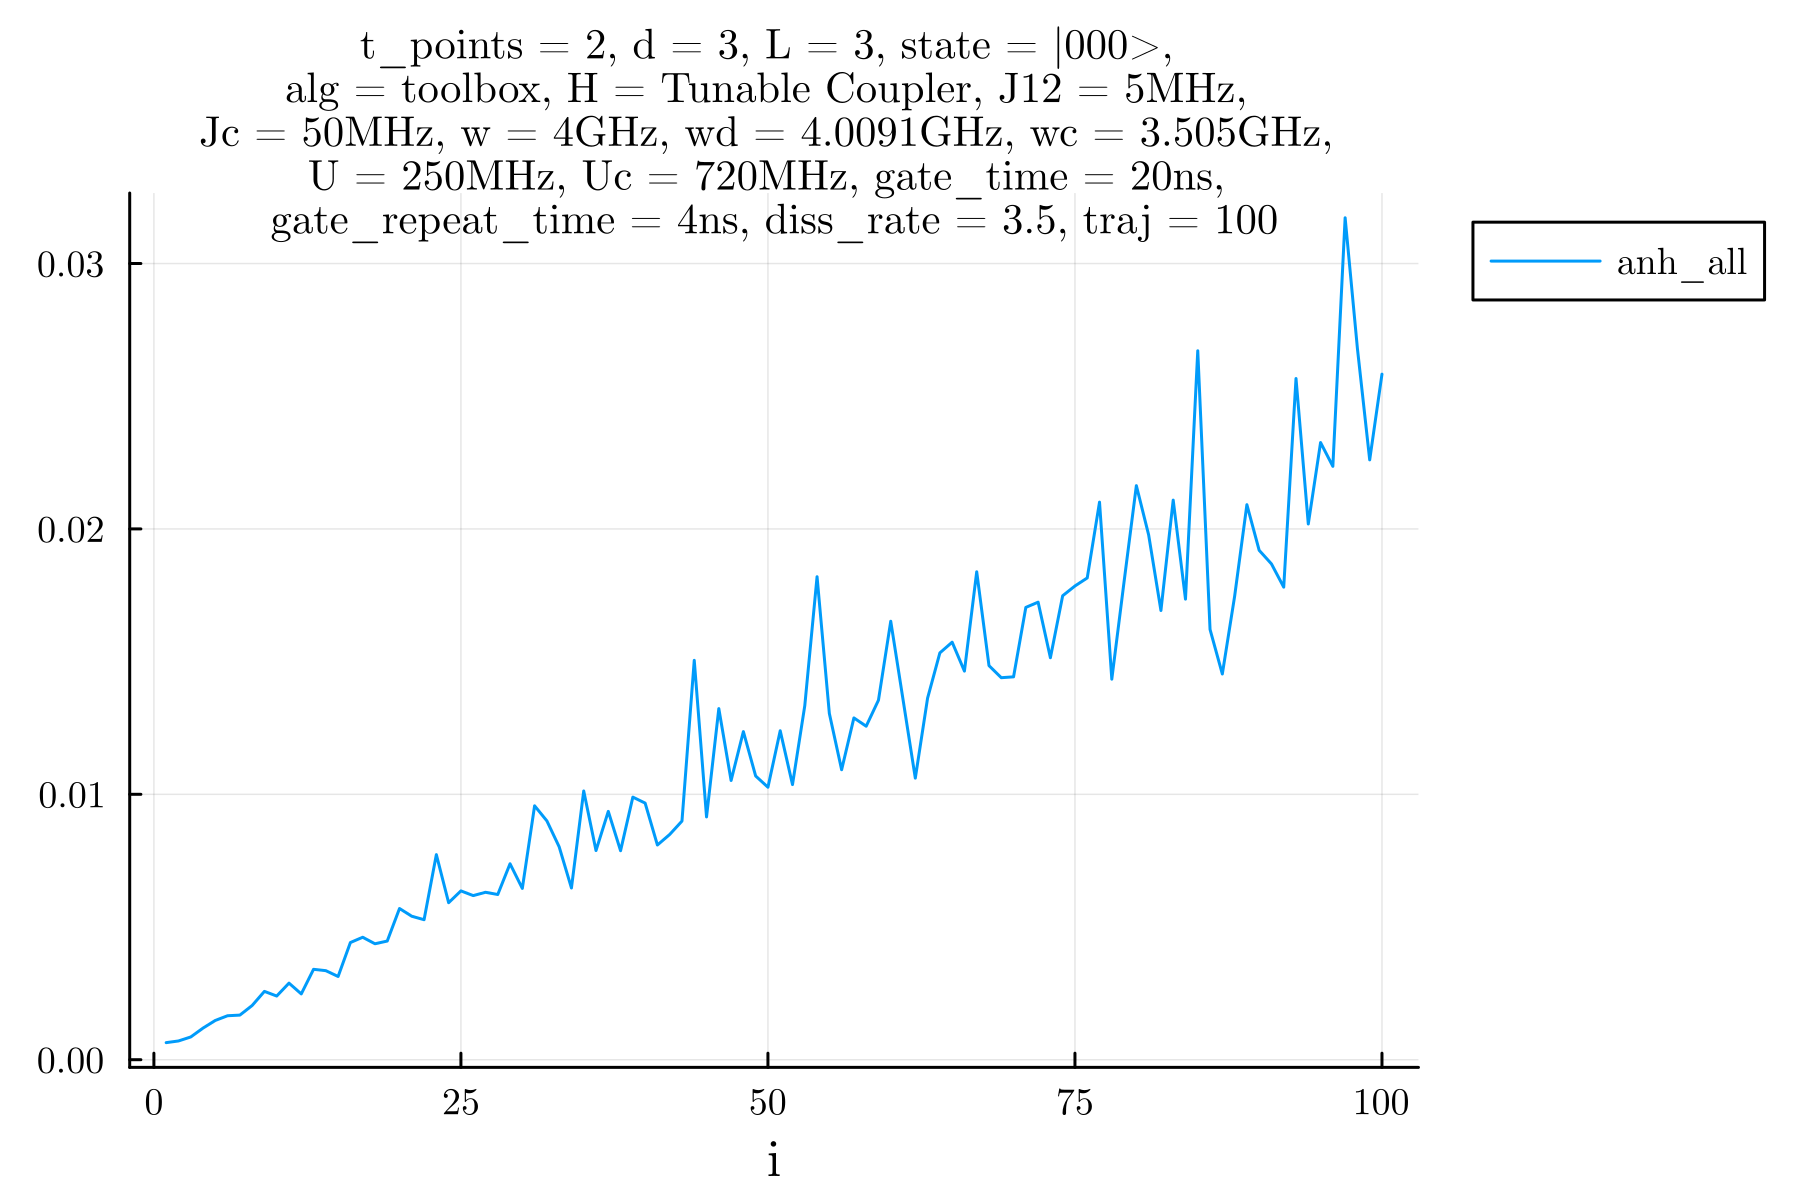 t_points = 2, d = 3, L = 3, state = |000>,
alg = toolbox, H = Tunable Coupler, J12 = 5MHz,
Jc = 50MHz, w = 4GHz, wd = 4.0091GHz, wc = 3.505GHz,
U = 250MHz, Uc = 720MHz, gate_time = 20ns,
gate_repeat_time = 4ns, diss_rate = 3.5, traj = 100
anh_all
0.03
0.02
0.01
0.00
0 25 50 75 100
i